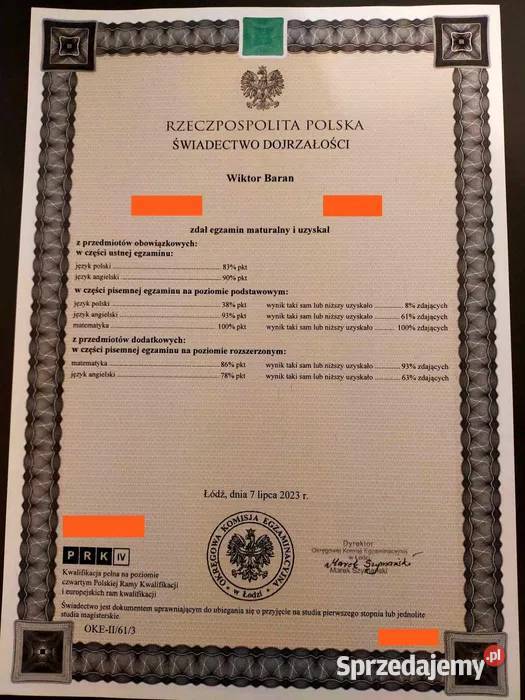 RZECZPOSPOLITA POLSKA
ŚWIADECTWO DOJRZAŁOŚCI
Wiktor Baran
zdał egzamin maturalny i uzyskał
z przedmiotów obowiązkowych:
w części ustnej egzaminu:
język polski 83% pkt
język angielski 90% pkt
w części pisemnej egzaminu na poziomie podstawowym:
język polski 38% pkt wynik taki sam lub niższy uzyskało 8% zdających
język angielski 93% pkt wynik taki sam lub niższy uzyskało 61% zdających
matematyka 100% pkt wynik taki sam lub niższy uzyskało 100% zdających
z przedmiotów dodatkowych:
w części pisemnej egzaminu na poziomie rozszerzonym:
matematyka 86% pkt wynik taki sam lub niższy uzyskało 93% zdających
język angielski 78% pkt wynik taki sam lub niższy uzyskało 63% zdających
Łódź, dnia 7 lipca 2023 r.
OKRĘGOWA KOMISJA EGZAMINACYJNA
w Łodzi
Dyrektor
Okręgowej Komisji Egzaminacyjnej
w Łodzi
Marek Szymański
Marek Szymański
PRK IV
Kwalifikacja pełna na poziomie
czwartym Polskiej Ramy Kwalifikacji
i europejskich ram kwalifikacji
Świadectwo jest dokumentem uprawniającym do ubiegania się o przyjęcie na studia pierwszego stopnia lub jednolite
studia magisterskie.
OKE-II/61/3
Sprzedajemy.pl